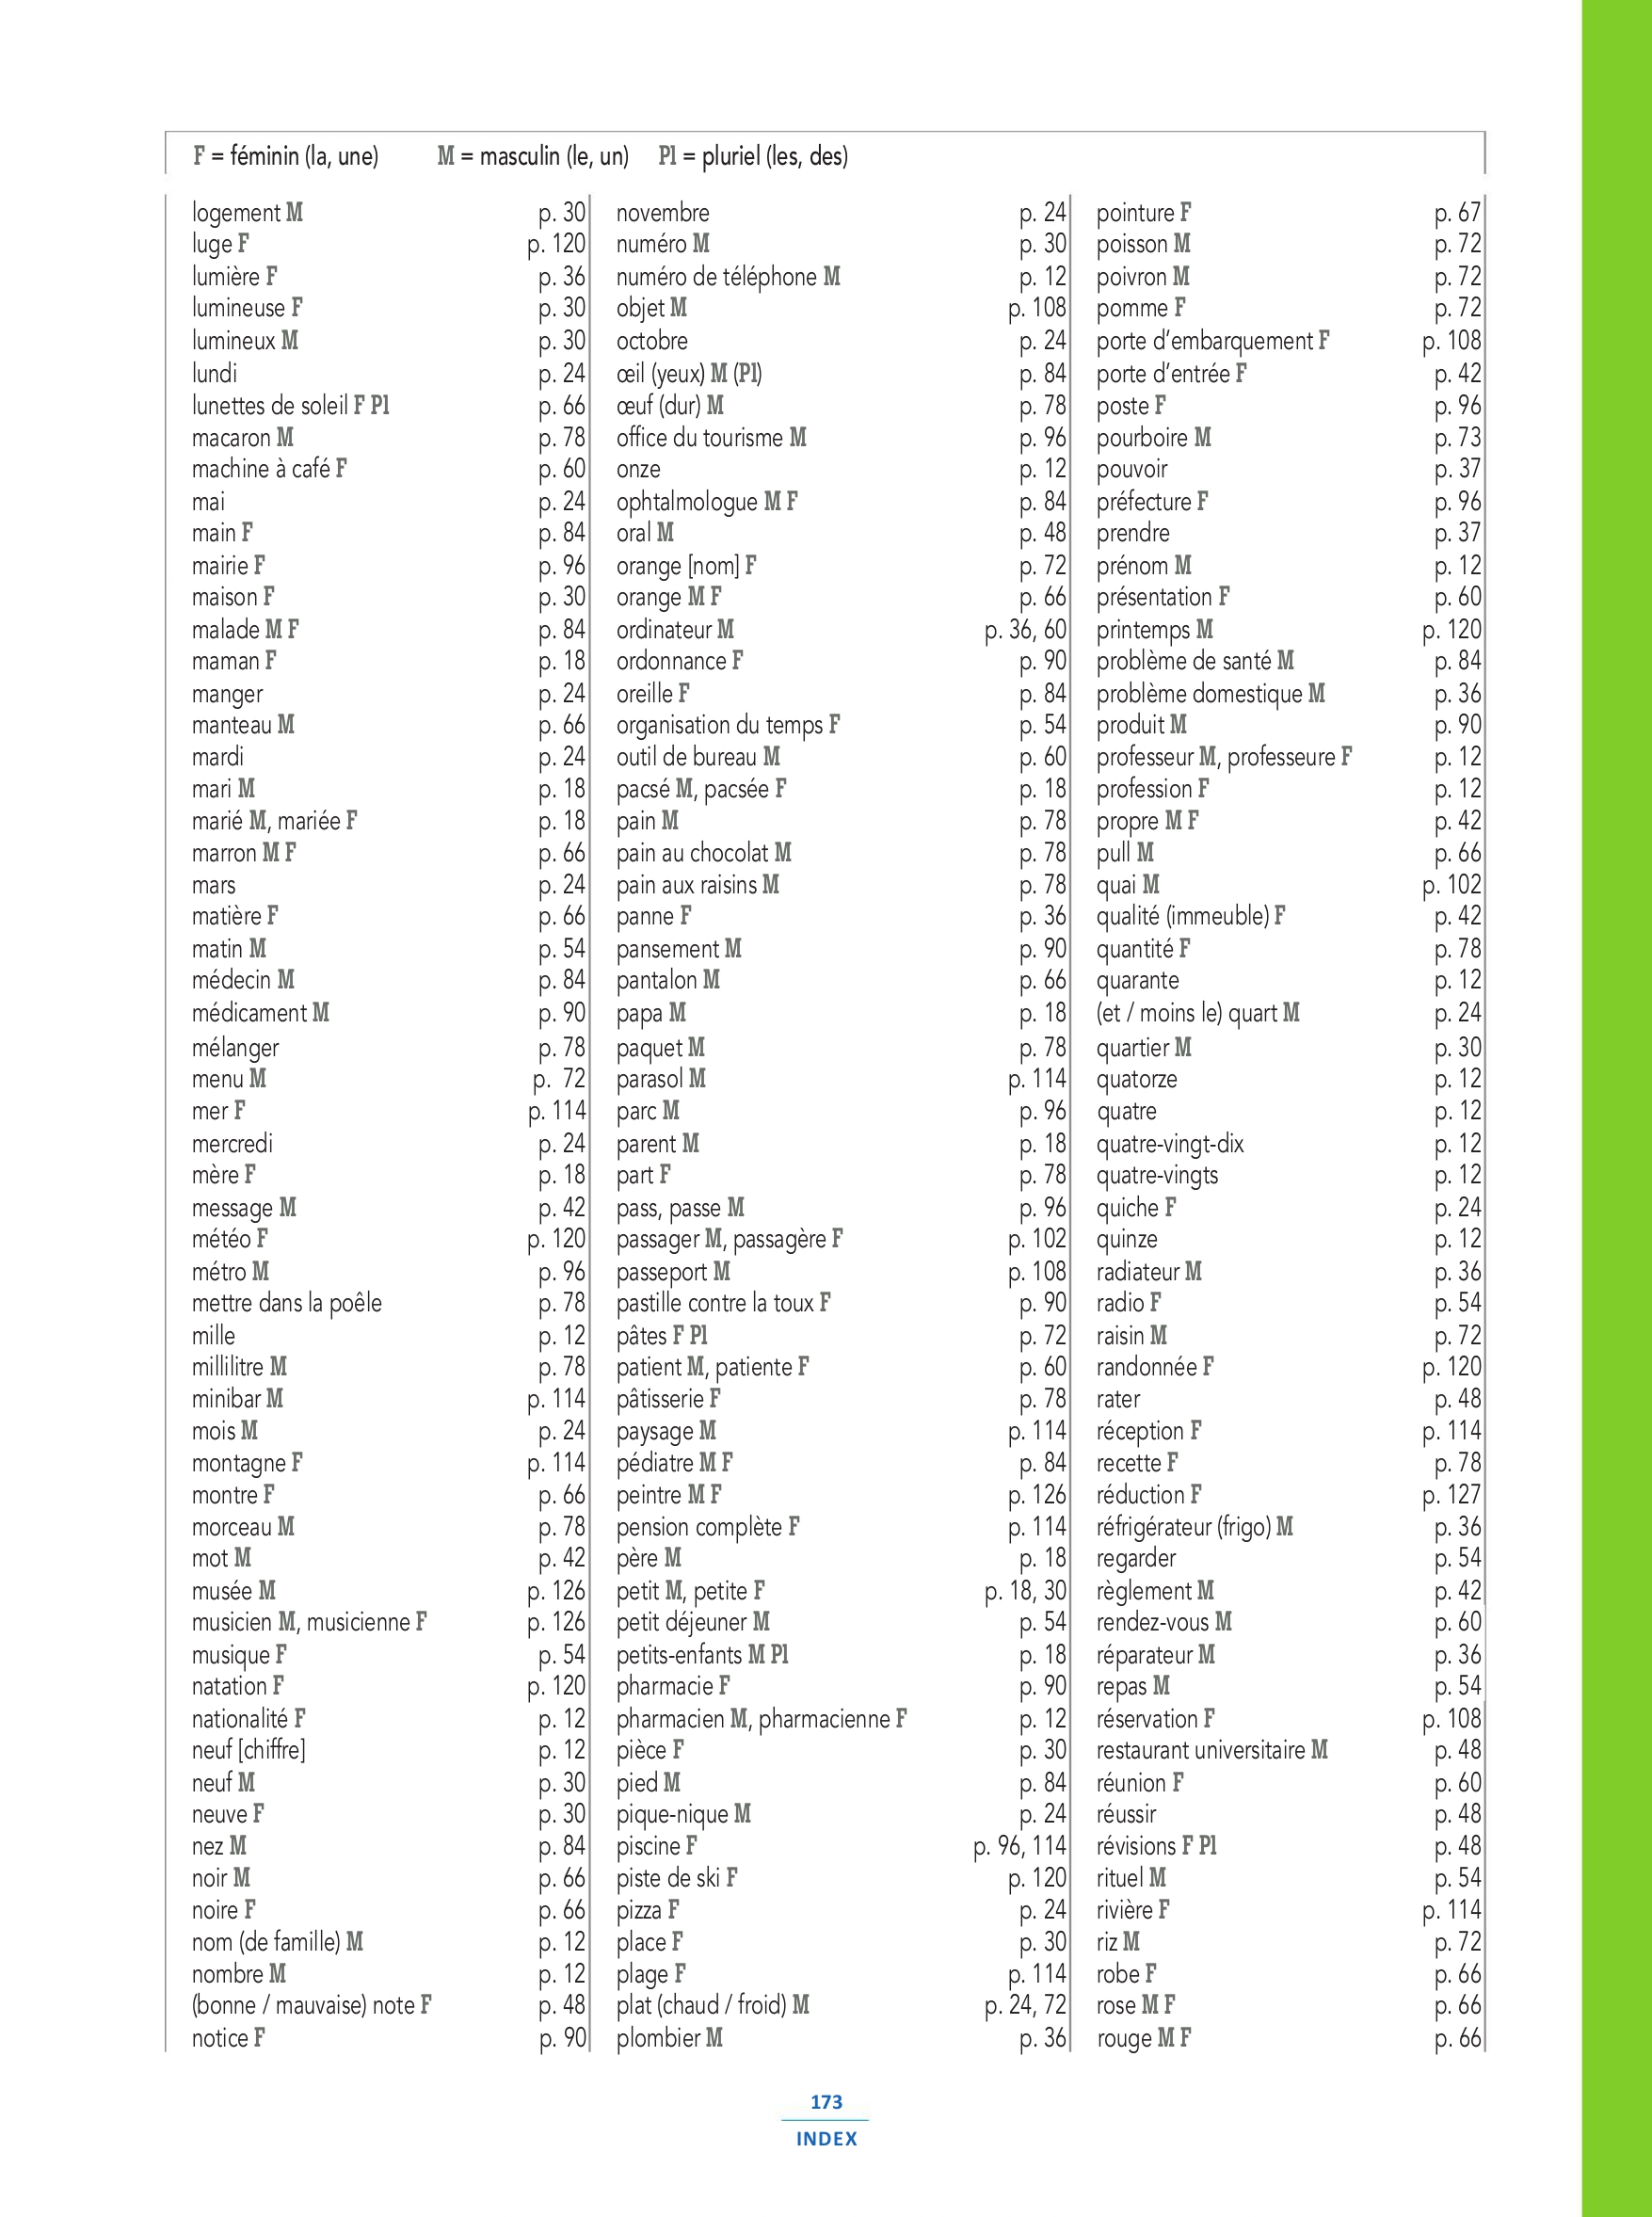 F = féminin (la, une) M = masculin (le, un) Pl = pluriel (les, des)
logement M p. 30
luge F p. 120
lumière F p. 36
lumineuse F p. 30
lumineux M p. 30
lundi p. 24
lunettes de soleil F Pl p. 66
macaron M p. 78
machine à café F p. 60
mai p. 24
main F p. 84
mairie F p. 96
maison F p. 30
malade M F p. 84
maman F p. 18
manger p. 24
manteau M p. 66
mardi p. 24
mari M p. 18
marié M, mariée F p. 18
marron M F p. 66
mars p. 24
matière F p. 66
matin M p. 54
médecin M p. 84
médicament M p. 90
mélanger p. 78
menu M p. 72
mer F p. 114
mercredi p. 24
mère F p. 18
message M p. 42
météo F p. 120
métro M p. 96
mettre dans la poêle p. 78
mille p. 12
millilitre M p. 78
minibar M p. 114
mois M p. 24
montagne F p. 114
montre F p. 66
morceau M p. 78
mot M p. 42
musée M p. 126
musicien M, musicienne F p. 126
musique F p. 54
natation F p. 120
nationalité F p. 12
neuf [chiffre] p. 12
neuf M p. 30
neuve F p. 30
nez M p. 84
noir M p. 66
noire F p. 66
nom (de famille) M p. 12
nombre M p. 12
(bonne / mauvaise) note F p. 48
notice F p. 90
novembre p. 24
numéro M p. 30
numéro de téléphone M p. 12
objet M p. 108
octobre p. 24
œil (yeux) M (Pl) p. 84
œuf (dur) M p. 78
office du tourisme M p. 96
onze p. 12
ophtalmologue M F p. 84
oral M p. 48
orange [nom] F p. 72
orange M F p. 66
ordinateur M p. 36, 60
ordonnance F p. 90
oreille F p. 84
organisation du temps F p. 54
outil de bureau M p. 60
pacsé M, pacsée F p. 18
pain M p. 78
pain au chocolat M p. 78
pain aux raisins M p. 78
panne F p. 36
pansement M p. 90
pantalon M p. 66
papa M p. 18
paquet M p. 78
parasol M p. 114
parc M p. 96
parent M p. 18
part F p. 78
pass, passe M p. 96
passager M, passagère F p. 102
passeport M p. 108
pastille contre la toux F p. 90
pâtes F Pl p. 72
patient M, patiente F p. 60
pâtisserie F p. 78
paysage M p. 114
pédiatre M F p. 84
peintre M F p. 126
pension complète F p. 114
père M p. 18
petit M, petite F p. 18, 30
petit déjeuner M p. 54
petits-enfants M Pl p. 18
pharmacie F p. 90
pharmacien M, pharmacienne F p. 12
pièce F p. 30
pied M p. 84
pique-nique M p. 24
piscine F p. 96, 114
piste de ski F p. 120
pizza F p. 24
place F p. 30
plage F p. 114
plat (chaud / froid) M p. 24, 72
plombier M p. 36
pointure F p. 67
poisson M p. 72
poivron M p. 72
pomme F p. 72
porte d'embarquement F p. 108
porte d'entrée F p. 42
poste F p. 96
pourboire M p. 73
pouvoir p. 37
préfecture F p. 96
prendre p. 37
prénom M p. 12
présentation F p. 60
printemps M p. 120
problème de santé M p. 84
problème domestique M p. 36
produit M p. 90
professeur M, professeure F p. 12
profession F p. 12
propre M F p. 42
pull M p. 66
quai M p. 102
qualité (immeuble) F p. 42
quantité F p. 78
quarante p. 12
(et / moins le) quart M p. 24
quartier M p. 30
quatorze p. 12
quatre p. 12
quatre-vingt-dix p. 12
quatre-vingts p. 12
quiche F p. 24
quinze p. 12
radiateur M p. 36
radio F p. 54
raisin M p. 72
randonnée F p. 120
rater p. 48
réception F p. 114
recette F p. 78
réduction F p. 127
réfrigérateur (frigo) M p. 36
regarder p. 54
règlement M p. 42
rendez-vous M p. 60
réparateur M p. 36
repas M p. 54
réservation F p. 108
restaurant universitaire M p. 48
réunion F p. 60
réussir p. 48
révisions F Pl p. 48
rituel M p. 54
rivière F p. 114
riz M p. 72
robe F p. 66
rose M F p. 66
rouge M F p. 66
173
INDEX